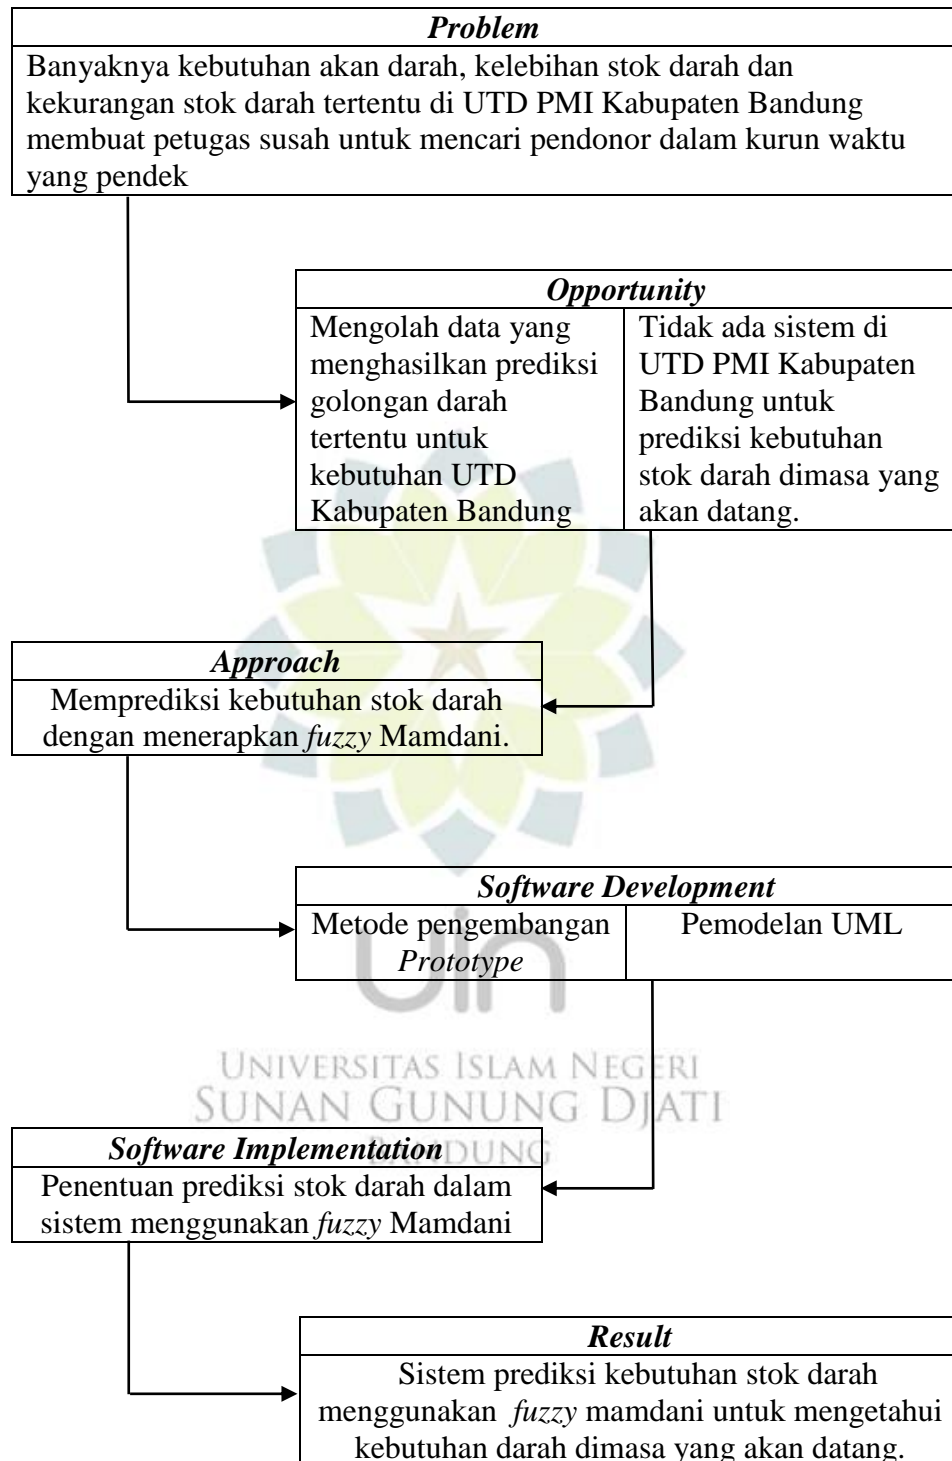 Problem
Banyaknya kebutuhan akan darah, kelebihan stok darah dan
kekurangan stok darah tertentu di UTD PMI Kabupaten Bandung
membuat petugas susah untuk mencari pendonor dalam kurun waktu
yang pendek
Opportunity
Mengolah data yang
menghasilkan prediksi
golongan darah
tertentu untuk
kebutuhan UTD
Kabupaten Bandung
Tidak ada sistem di
UTD PMI Kabupaten
Bandung untuk
prediksi kebutuhan
stok darah dimasa yang
akan datang.
Approach
Memprediksi kebutuhan stok darah
dengan menerapkan fuzzy Mamdani.
Software Development
Metode pengembangan
Prototype
Pemodelan UML
uin
UNIVERSITAS ISLAM NEGERI
SUNAN GUNUNG DJATI
BANDUNG
Software Implementation
Penentuan prediksi stok darah dalam
sistem menggunakan fuzzy Mamdani
Result
Sistem prediksi kebutuhan stok darah
menggunakan fuzzy mamdani untuk mengetahui
kebutuhan darah dimasa yang akan datang.